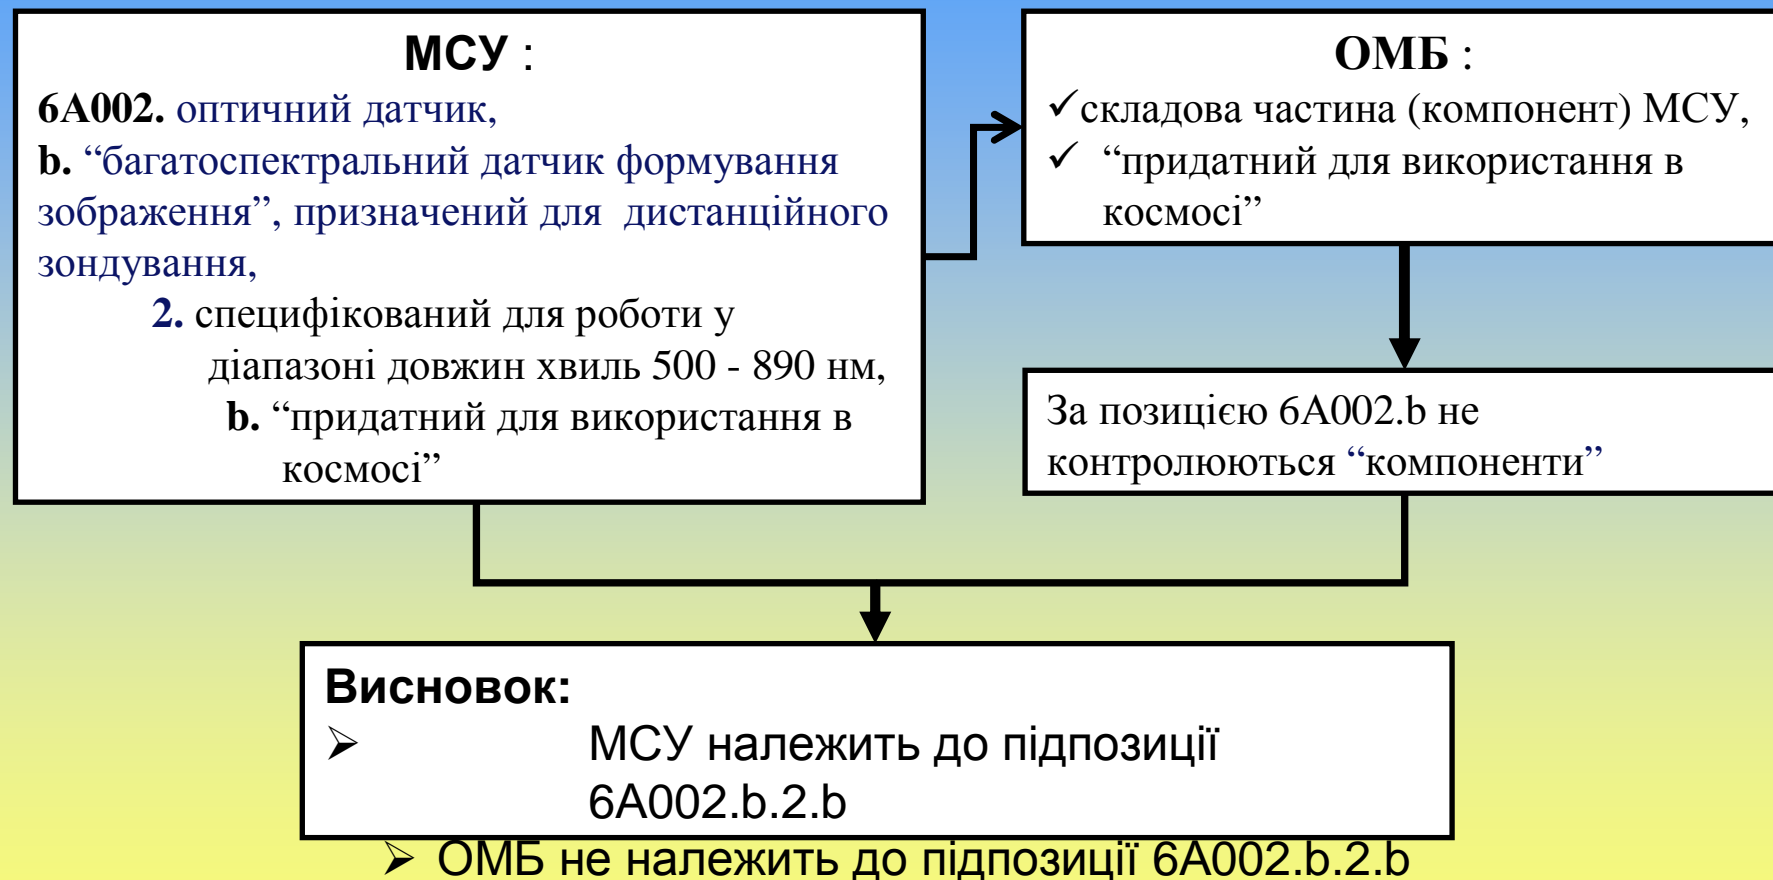 МСУ :
6А002. оптичний датчик,
b. “багатоспектральний датчик формування
зображення”, призначений для дистанційного
зондування,
2. специфікований для роботи у
діапазоні довжин хвиль 500 - 890 нм,
b. “придатний для використання в
космосі”
ОМБ :
✓складова частина (компонент) МСУ,
✓ “придатний для використання в
космосі”
За позицією 6А002.b не
контролюються “компоненти”
Висновок:
➢ МСУ належить до підпозиції
6А002.b.2.b
➢ ОМБ не належить до підпозиції 6А002.b.2.b